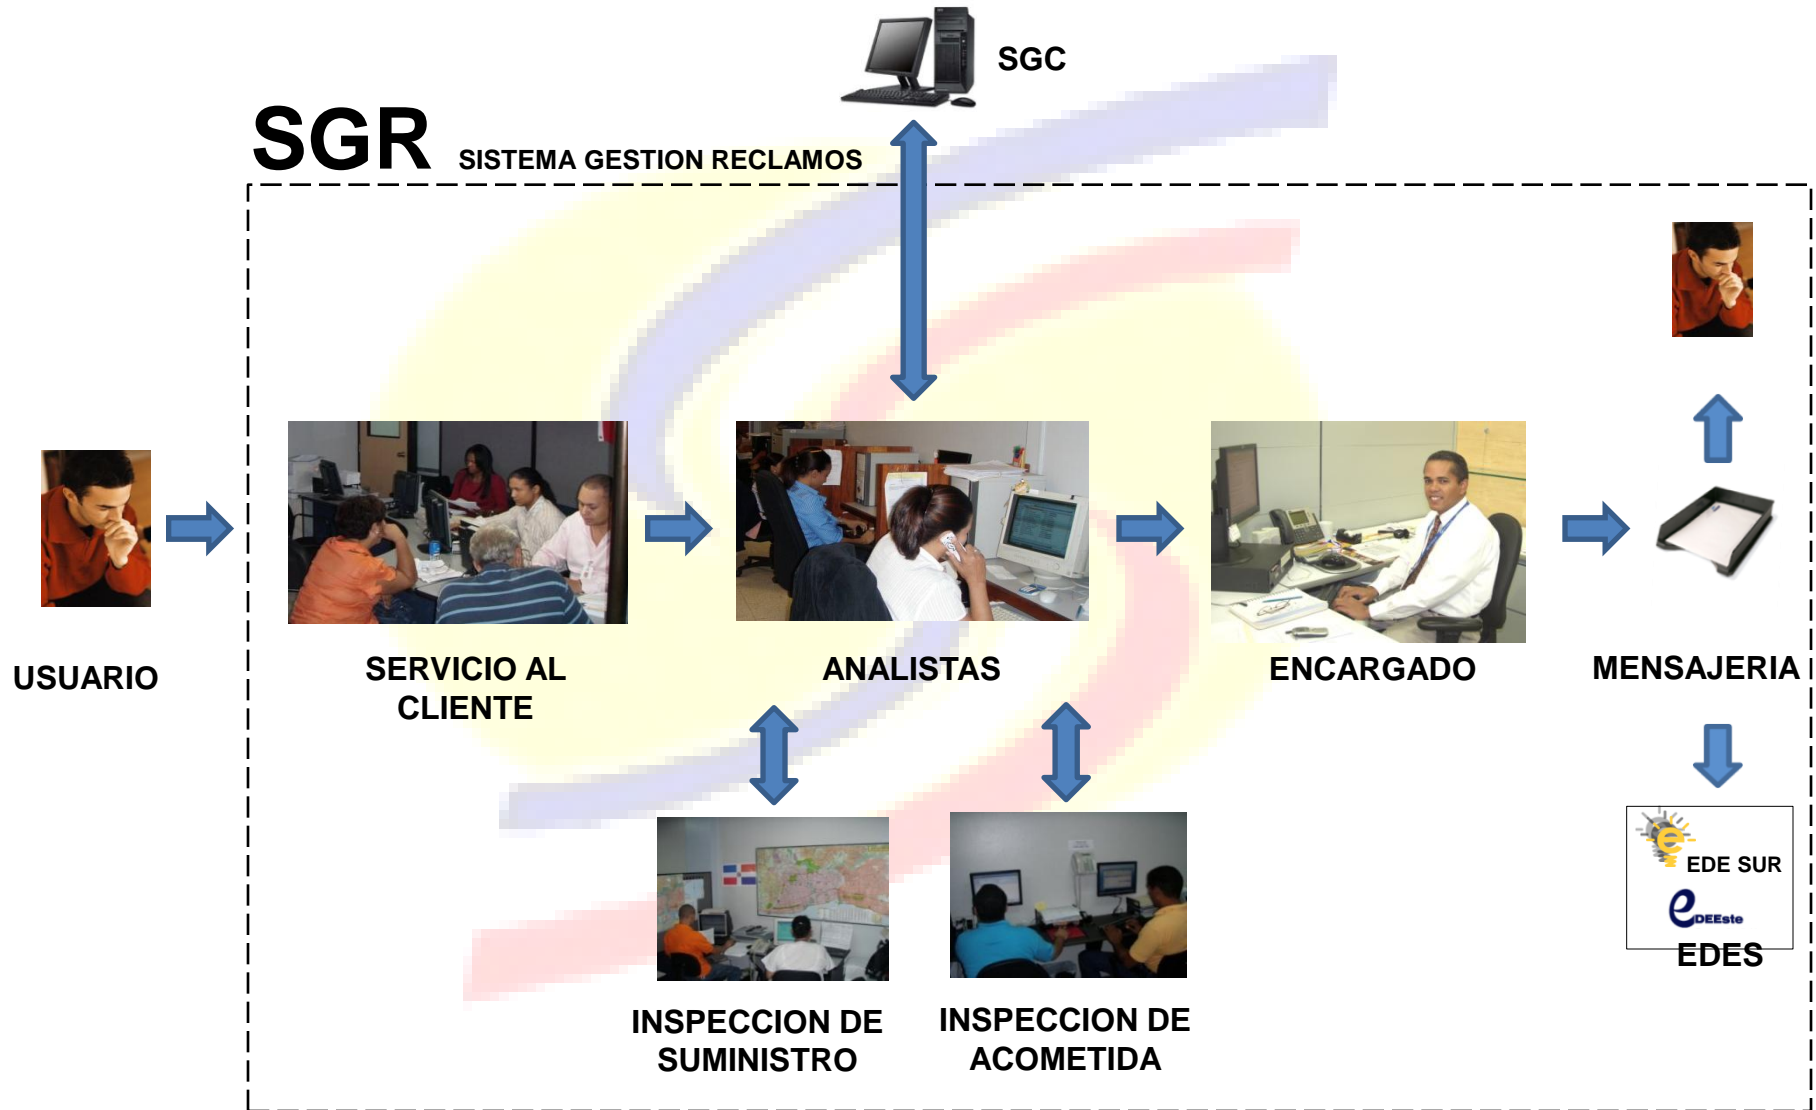 SGC
SGR SISTEMA GESTION RECLAMOS
USUARIO
SERVICIO AL
CLIENTE
ANALISTAS
ENCARGADO
MENSAJERIA
INSPECCION DE
SUMINISTRO
INSPECCION DE
ACOMETIDA
e EDE SUR
eDEEste
EDES